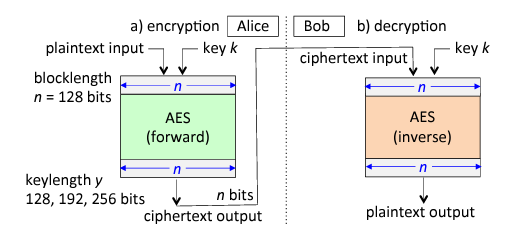 a) encryption Alice Bob b) decryption
plaintext input key k
ciphertext input key k
blocklength
n = 128 bits
n
AES
(forward)
n
n
AES
(inverse)
n
keylength y
128, 192, 256 bits
n bits
ciphertext output
plaintext output